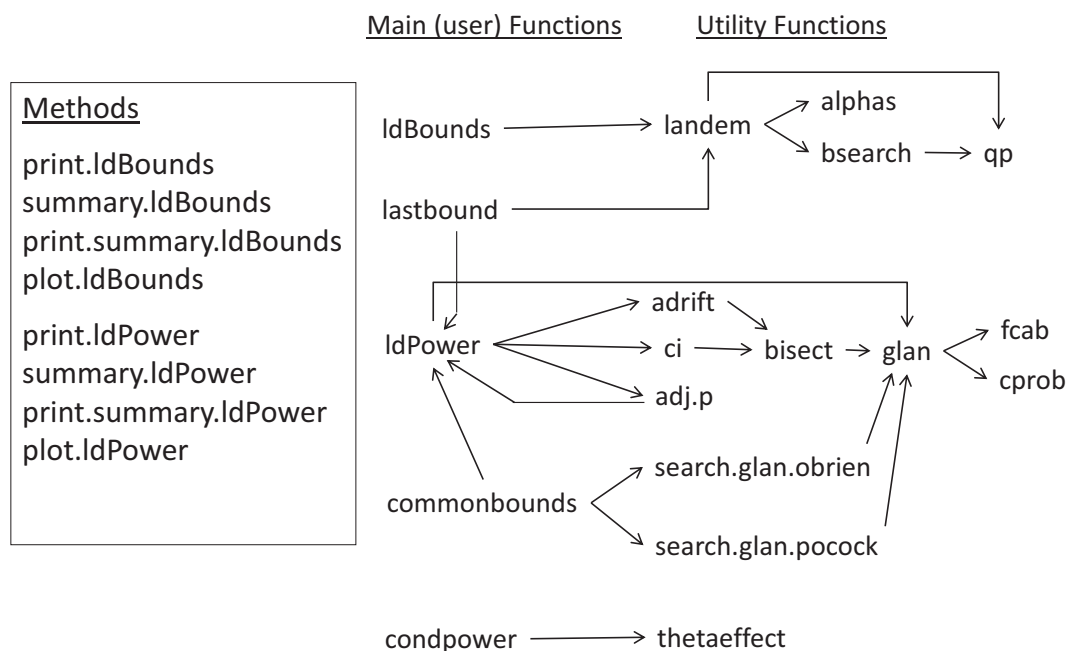 Main (user) Functions
Utility Functions
Methods
print.ldBounds
summary.ldBounds
print.summary.ldBounds
plot.ldBounds
print.ldPower
summary.ldPower
print.summary.ldPower
plot.ldPower
ldBounds
landem
alphas
bsearch
qp
lastbound
ldPower
adrift
ci
adj.p
bisect
glan
fcab
cprob
commonbounds
search.glan.obrien
search.glan.pocock
condpower
thetaeffect